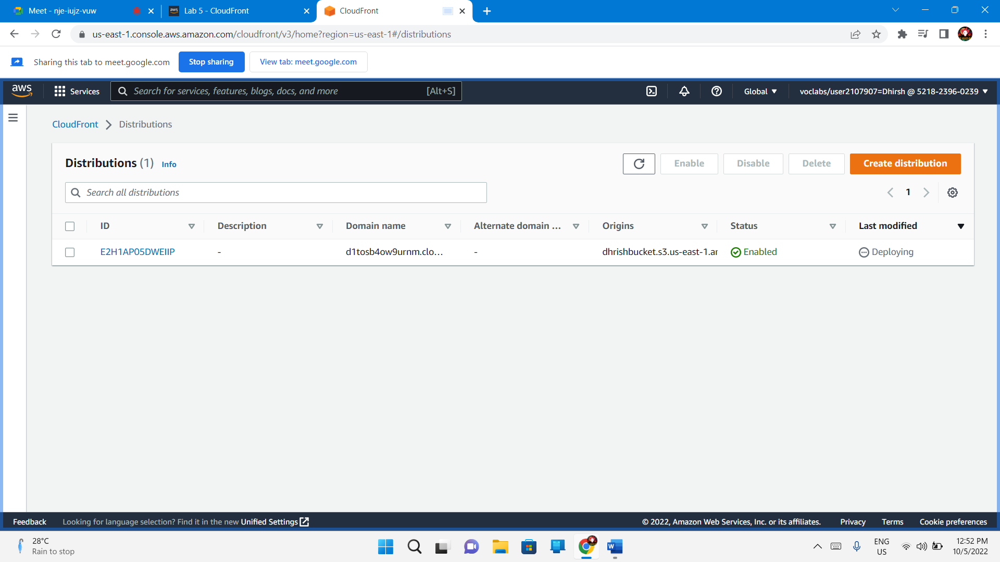 Meet - nje-iujz-vuw
aws Lab 5 - CloudFront
CloudFront
us-east-1.console.aws.amazon.com/cloudfront/v3/home?region=us-east-1#/distributions
Sharing this tab to meet.google.com Stop sharing View tab: meet.google.com
aws Services Search for services, features, blogs, docs, and more [Alt+S] Global voclabs/user2107907=Dhirsh @ 5218-2396-0239
CloudFront Distributions
Distributions (1) Info Enable Disable Delete Create distribution
Search all distributions 1
ID Description Domain name Alternate domain ... Origins Status Last modified
E2H1AP05DWEIIP - d1tosb4ow9urnm.clo... - dhrishbucket.s3.us-east-1.ar Enabled Deploying
Feedback Looking for language selection? Find it in the new Unified Settings © 2022, Amazon Web Services, Inc. or its affiliates. Privacy Terms Cookie preferences
28°C
Rain to stop
W
ENG
US
12:52 PM
10/5/2022